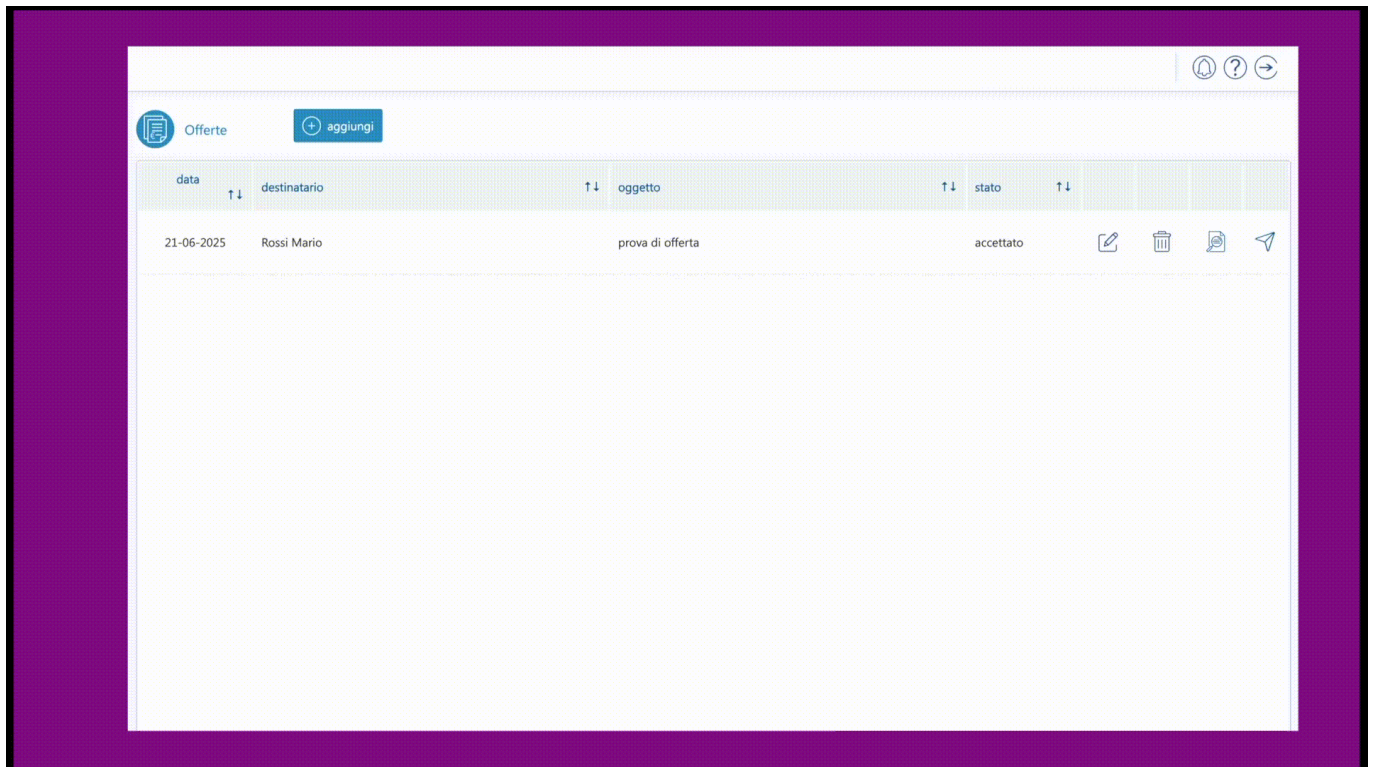 Offerte
aggiungi
data destinatario oggetto stato
21-06-2025 Rossi Mario prova di offerta accettato